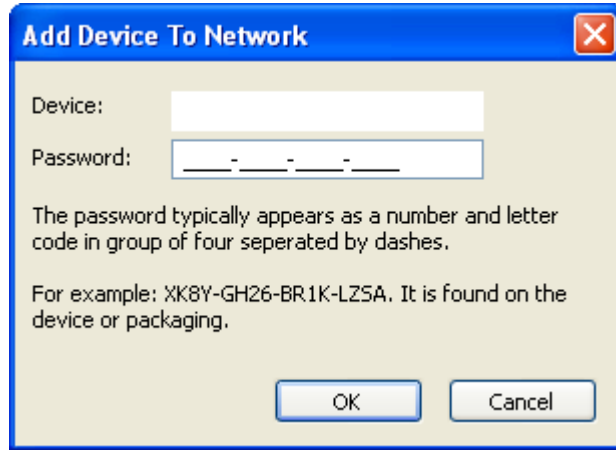 Add Device To Network
Device:
Password: ____-____-____-____
The password typically appears as a number and letter
code in group of four seperated by dashes.
For example: XK8Y-GH26-BR1K-LZSA. It is found on the
device or packaging.
OK Cancel